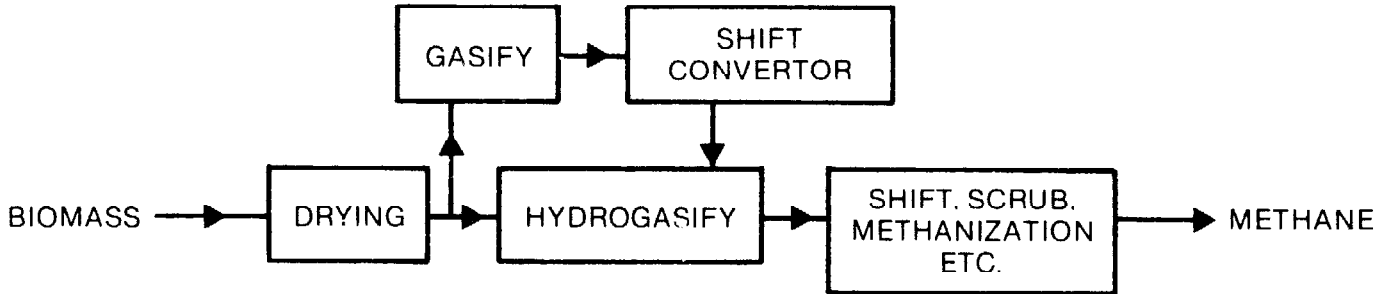 GASIFY
SHIFT
CONVERTOR
BIOMASS
DRYING
HYDROGASIFY
SHIFT. SCRUB.
METHANIZATION
ETC.
METHANE